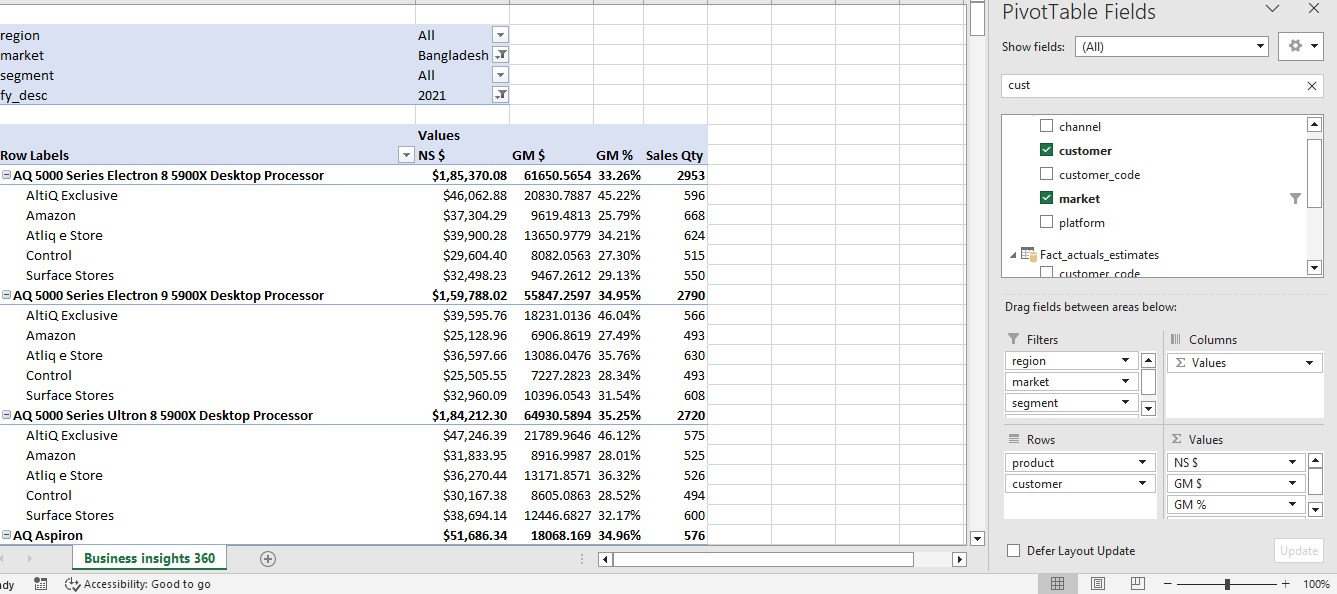 region All
market Bangladesh
segment All
fy_desc 2021
Values
Row Labels NS $ GM $ GM % Sales Qty
AQ 5000 Series Electron 8 5900X Desktop Processor $1,85,370.08 61650.5654 33.26% 2953
AltiQ Exclusive $46,062.88 20830.7887 45.22% 596
Amazon $37,304.29 9619.4813 25.79% 668
Atliq e Store $39,900.28 13650.9779 34.21% 624
Control $29,604.40 8082.0563 27.30% 515
Surface Stores $32,498.23 9467.2612 29.13% 550
AQ 5000 Series Electron 9 5900X Desktop Processor $1,59,788.02 55847.2597 34.95% 2790
AltiQ Exclusive $39,595.76 18231.0136 46.04% 566
Amazon $25,128.96 6906.8619 27.49% 493
Atliq e Store $36,597.66 13086.0476 35.76% 630
Control $25,505.55 7227.2823 28.34% 493
Surface Stores $32,960.09 10396.0543 31.54% 608
AQ 5000 Series Ultron 8 5900X Desktop Processor $1,84,212.30 64930.5894 35.25% 2720
AltiQ Exclusive $47,246.39 21789.9646 46.12% 575
Amazon $31,833.95 8916.9987 28.01% 525
Atliq e Store $36,270.44 13171.8571 36.32% 526
Control $30,167.38 8605.0863 28.52% 494
Surface Stores $38,694.14 12446.6827 32.17% 600
AQ Aspiron $51,686.34 18068.169 34.96% 576
Business insights 360
dy Accessibility: Good to go
100%
PivotTable Fields
Show fields: (All)
cust
channel
customer
customer_code
market
platform
Fact_actuals_estimates
customer_code
Drag fields between areas below:
Filters
region
market
segment
Columns
Σ Values
Rows
product
customer
Σ Values
NS $
GM $
GM %
Defer Layout Update
Update